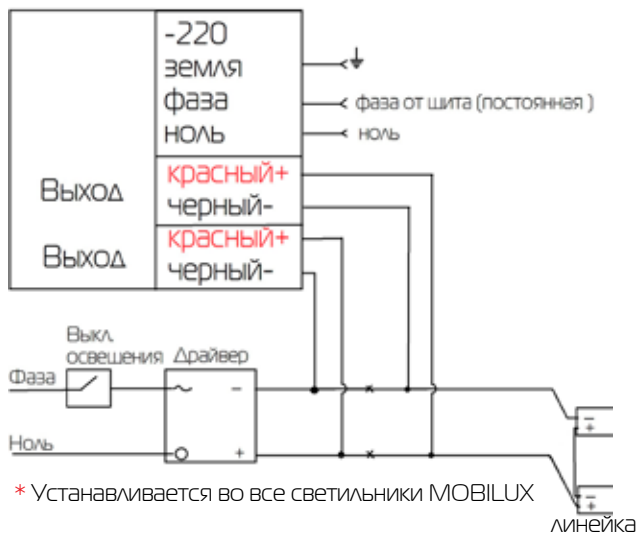 -220
земля
фаза
ноль
фаза от шита (постоянная )
ноль
Выход
красный+
черный-
Выход
красный+
черный-
Выкл.
освещения
Драйвер
Фаза
~ -
Ноль
О +
-
+
-
+
* Устанавливается во все светильники MOBILUX
линейка